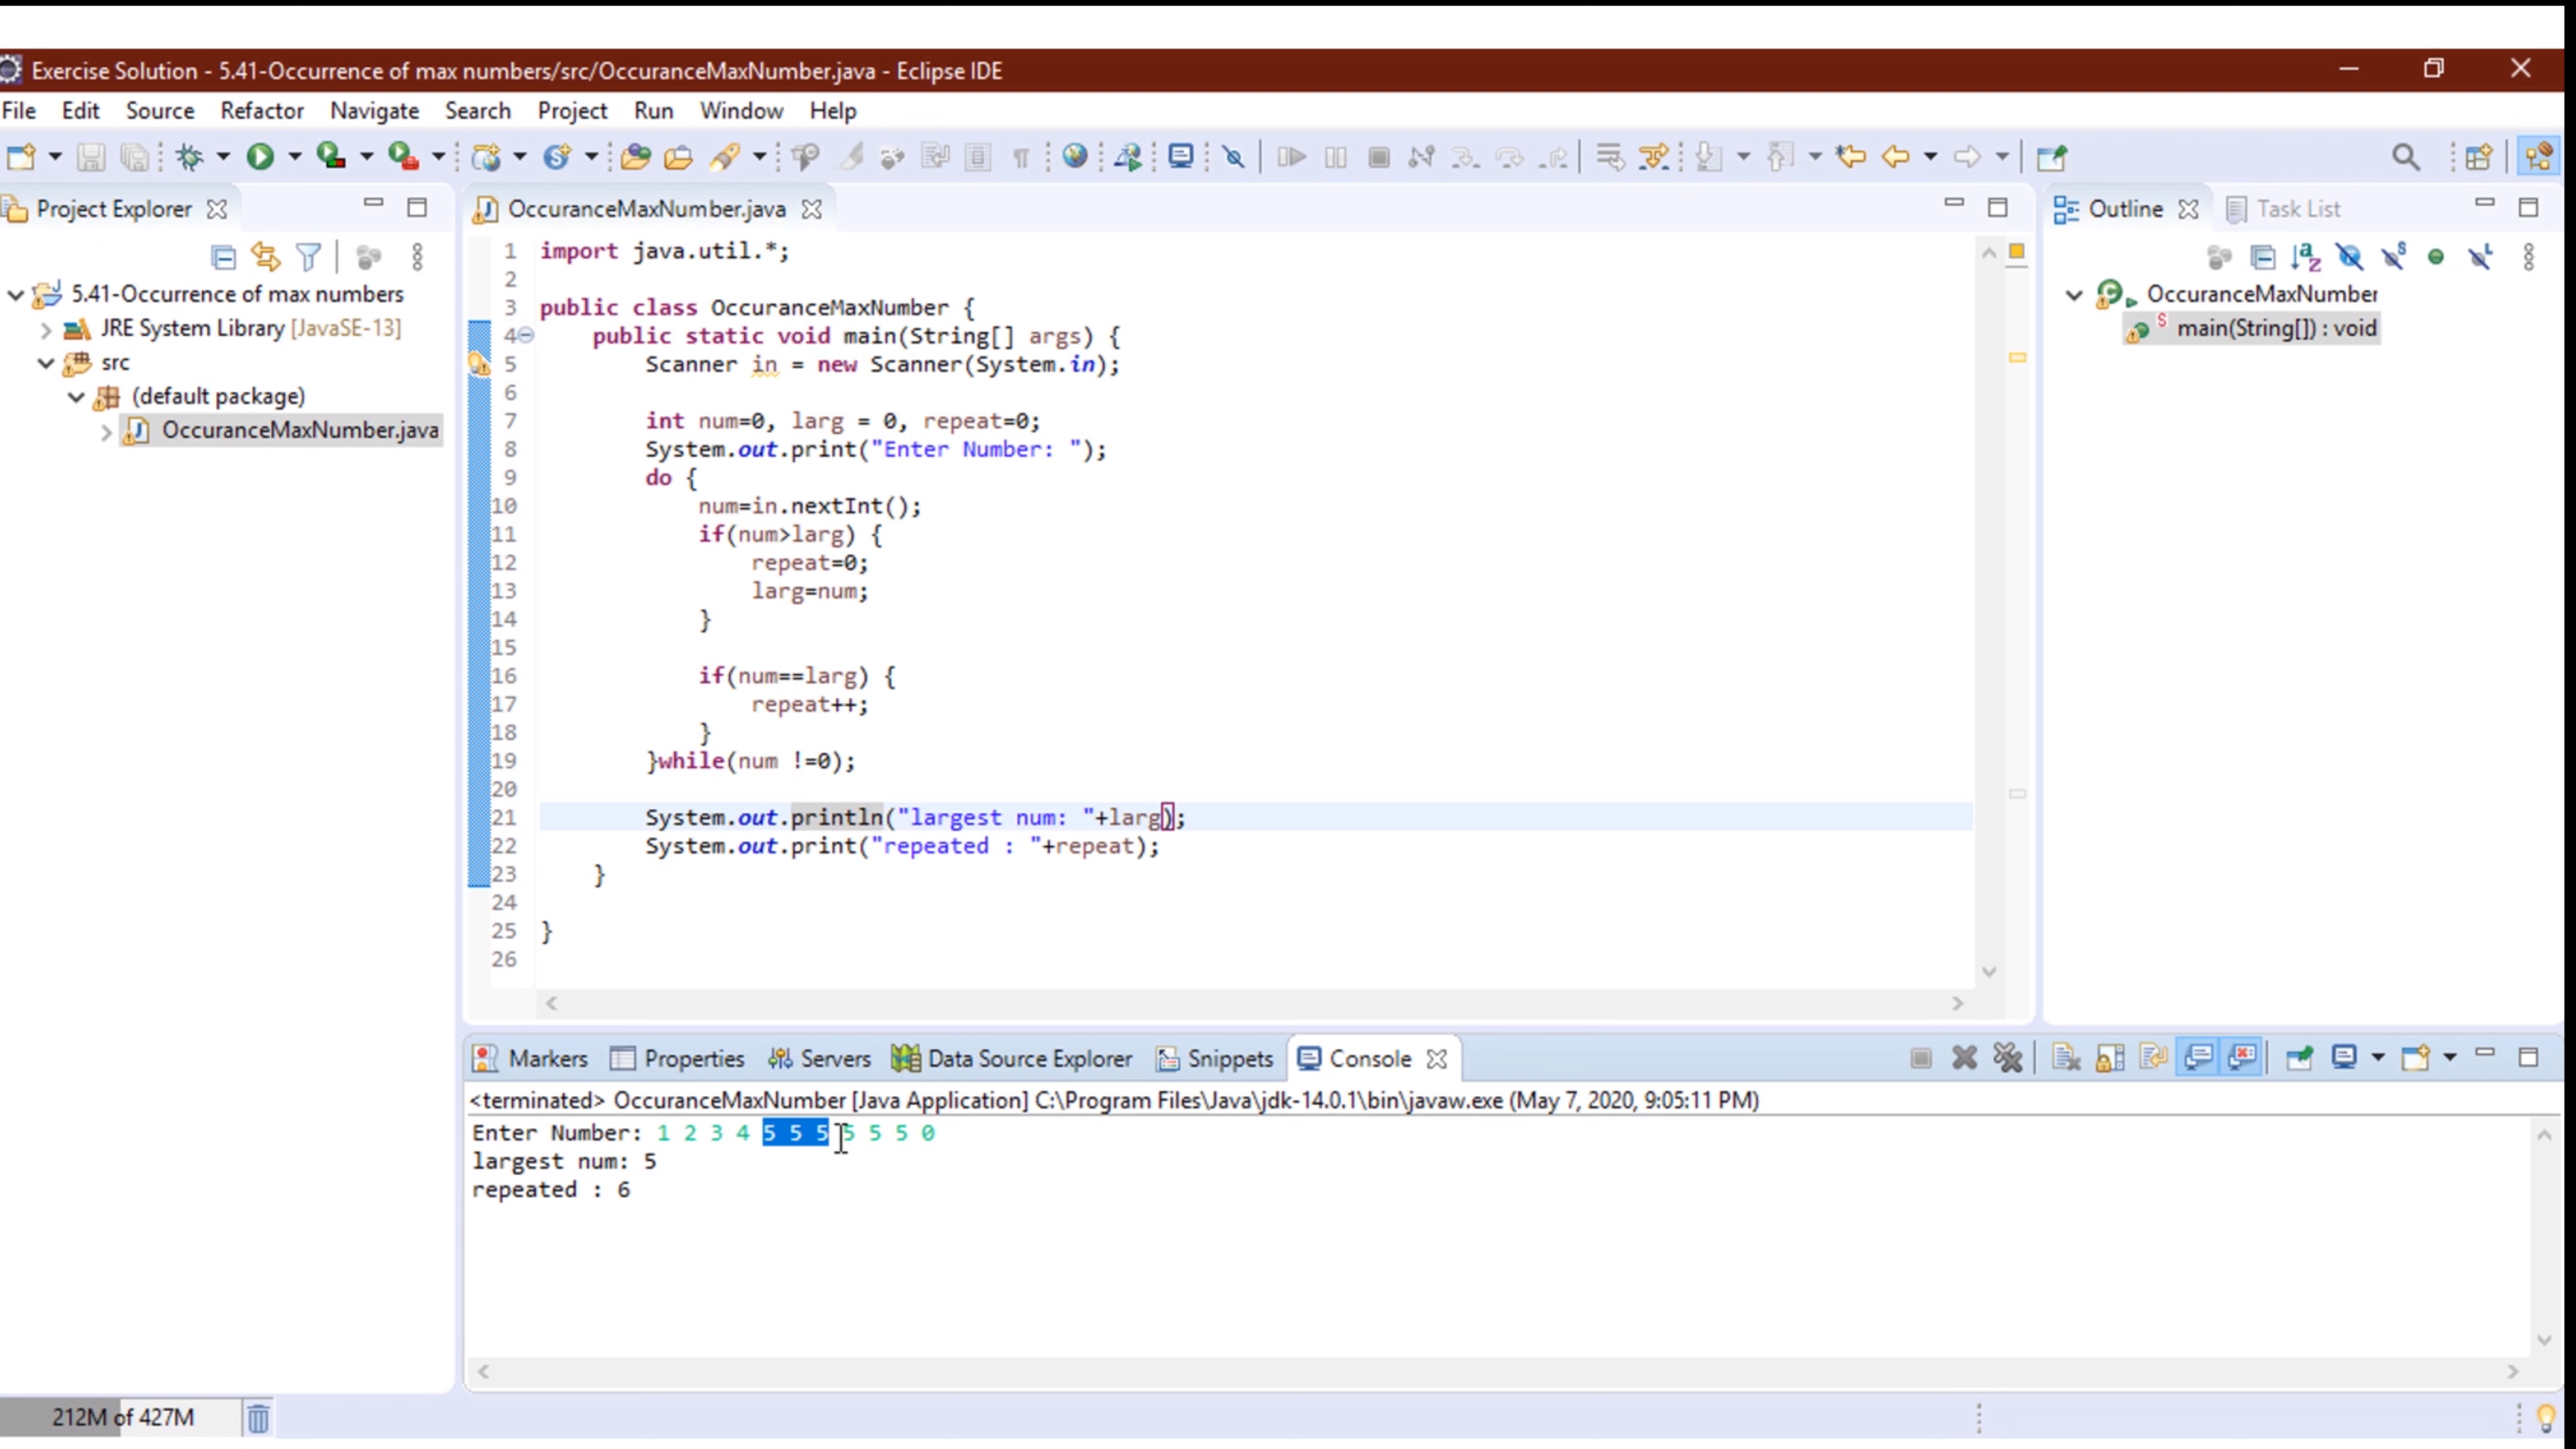 Exercise Solution - 5.41-Occurrence of max numbers/src/OccuranceMaxNumber.java - Eclipse IDE
File Edit Source Refactor Navigate Search Project Run Window Help
Project Explorer
5.41-Occurrence of max numbers
JRE System Library [JavaSE-13]
src
(default package)
OccuranceMaxNumber.java
OccuranceMaxNumber.java
1 import java.util.*;
2
3 public class OccuranceMaxNumber {
4 public static void main(String[] args) {
5 Scanner in = new Scanner(System.in);
6
7 int num=0, larg = 0, repeat=0;
8 System.out.print("Enter Number: ");
9 do {
10 num=in.nextInt();
11 if(num>larg) {
12 repeat=0;
13 larg=num;
14 }
15
16 if(num==larg) {
17 repeat++;
18 }
19 }while(num !=0);
20
21 System.out.println("largest num: "+larg);
22 System.out.print("repeated : "+repeat);
23 }
24
25 }
26
Outline Task List
OccuranceMaxNumber
main(String[]) : void
Markers Properties Servers Data Source Explorer Snippets Console
<terminated> OccuranceMaxNumber [Java Application] C:\Program Files\Java\jdk-14.0.1\bin\javaw.exe (May 7, 2020, 9:05:11 PM)
Enter Number: 1 2 3 4 5 5 5 5 5 5 0
largest num: 5
repeated : 6
212M of 427M